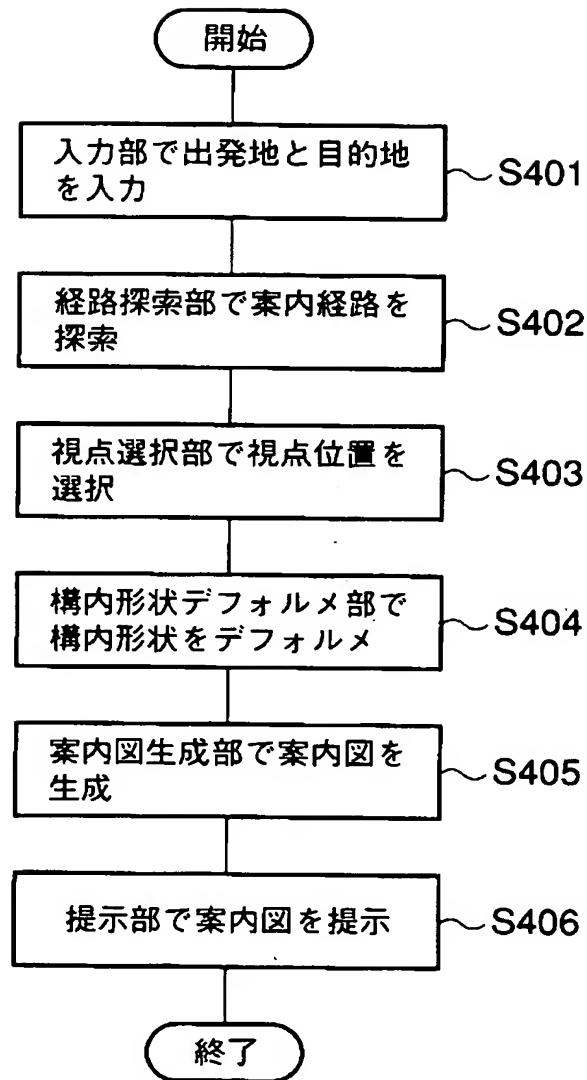 開始
入力部で出発地と目的地
を入力
S401
経路探索部で案内経路を
探索
S402
視点選択部で視点位置を
選択
S403
構内形状デフォルメ部で
構内形状をデフォルメ
S404
案内図生成部で案内図を
生成
S405
提示部で案内図を提示
S406
終了